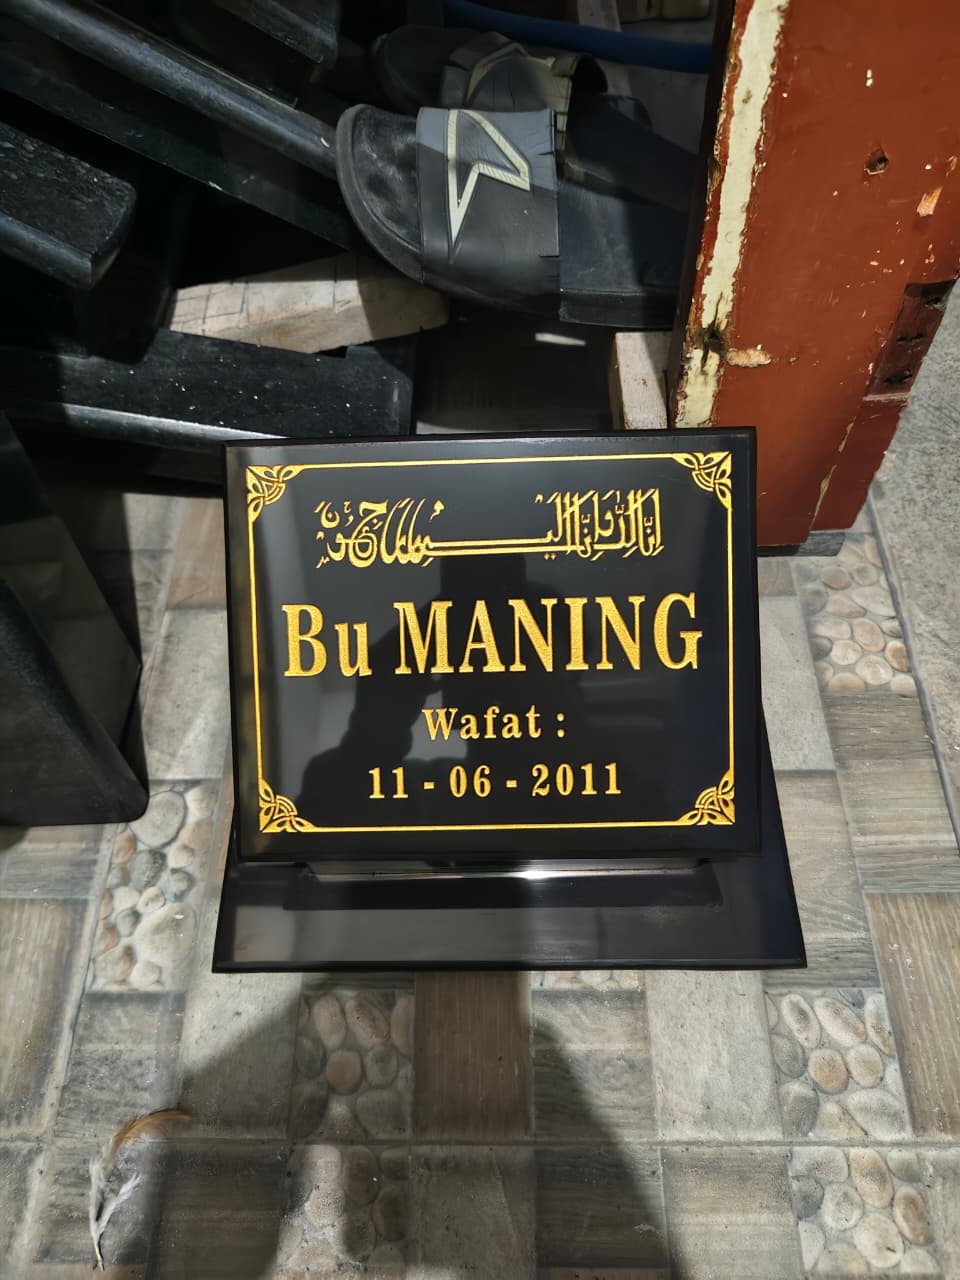 إنا لله وإنا إليه راجعون
Bu MANING
Wafat :
11 - 06 - 2011